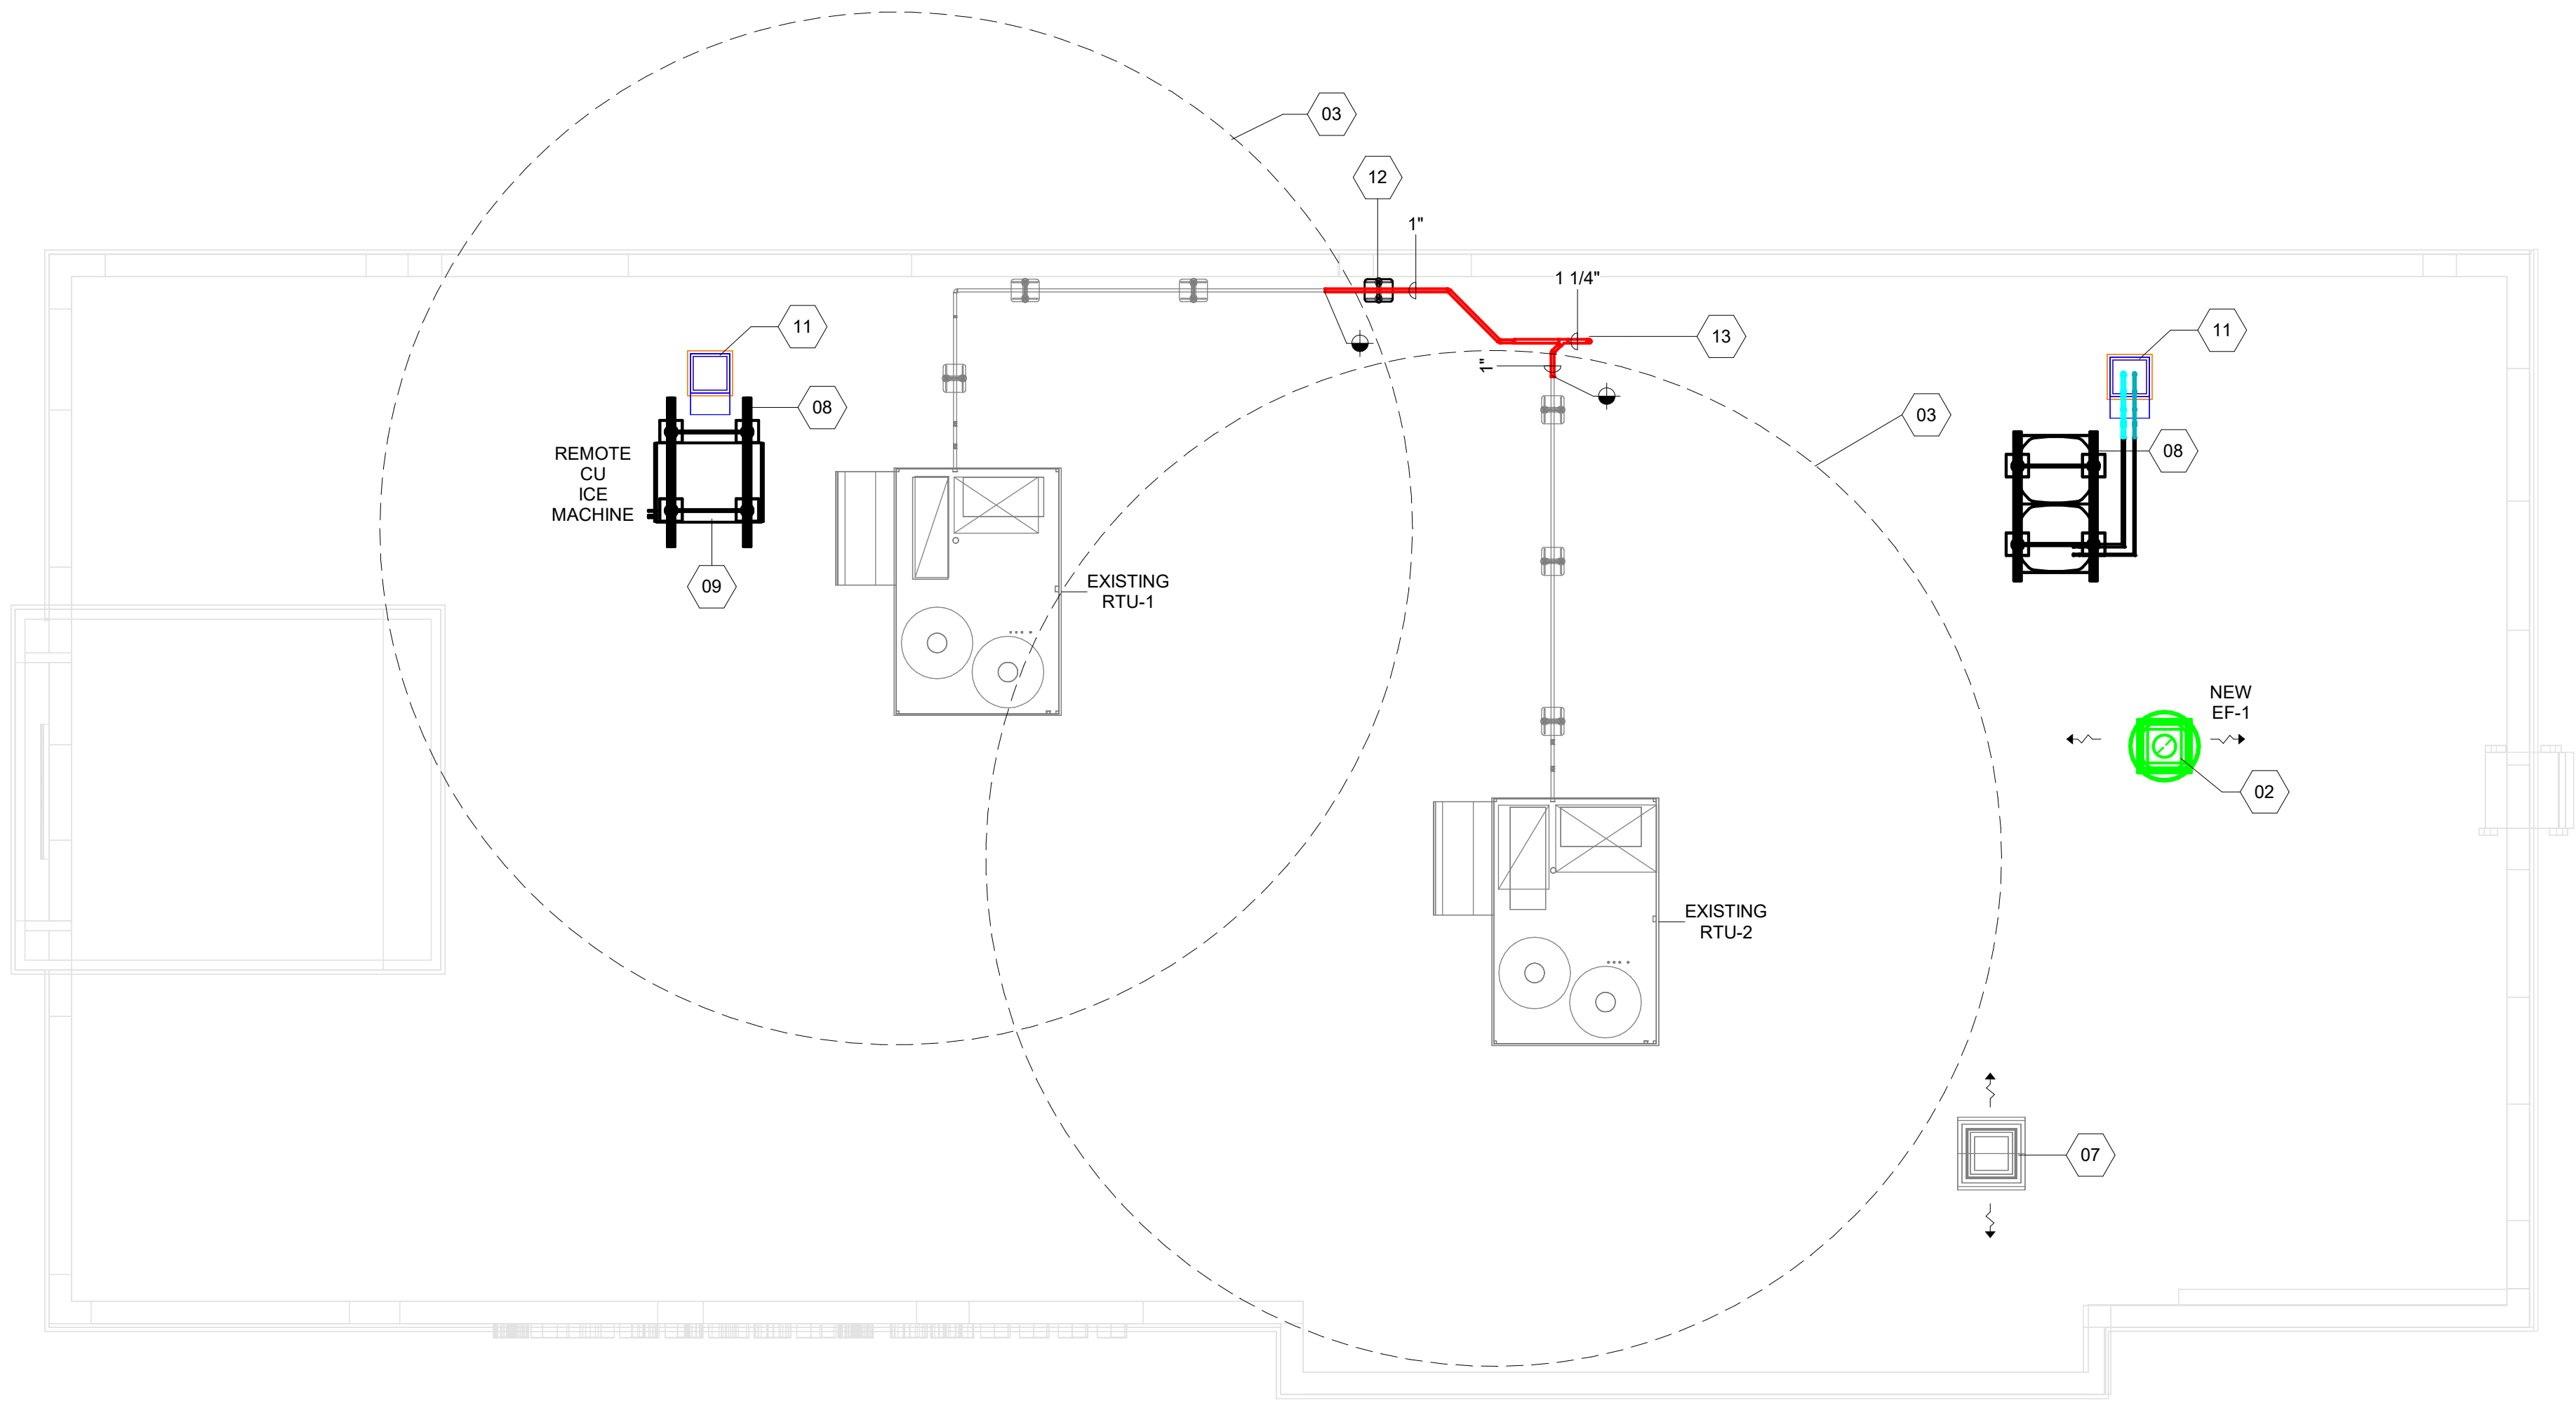 03
12
1"
1 1/4"
11
13
11
1"
08
03
REMOTE
CU
ICE
MACHINE
08
09
EXISTING
RTU-1
NEW
EF-1
02
EXISTING
RTU-2
07